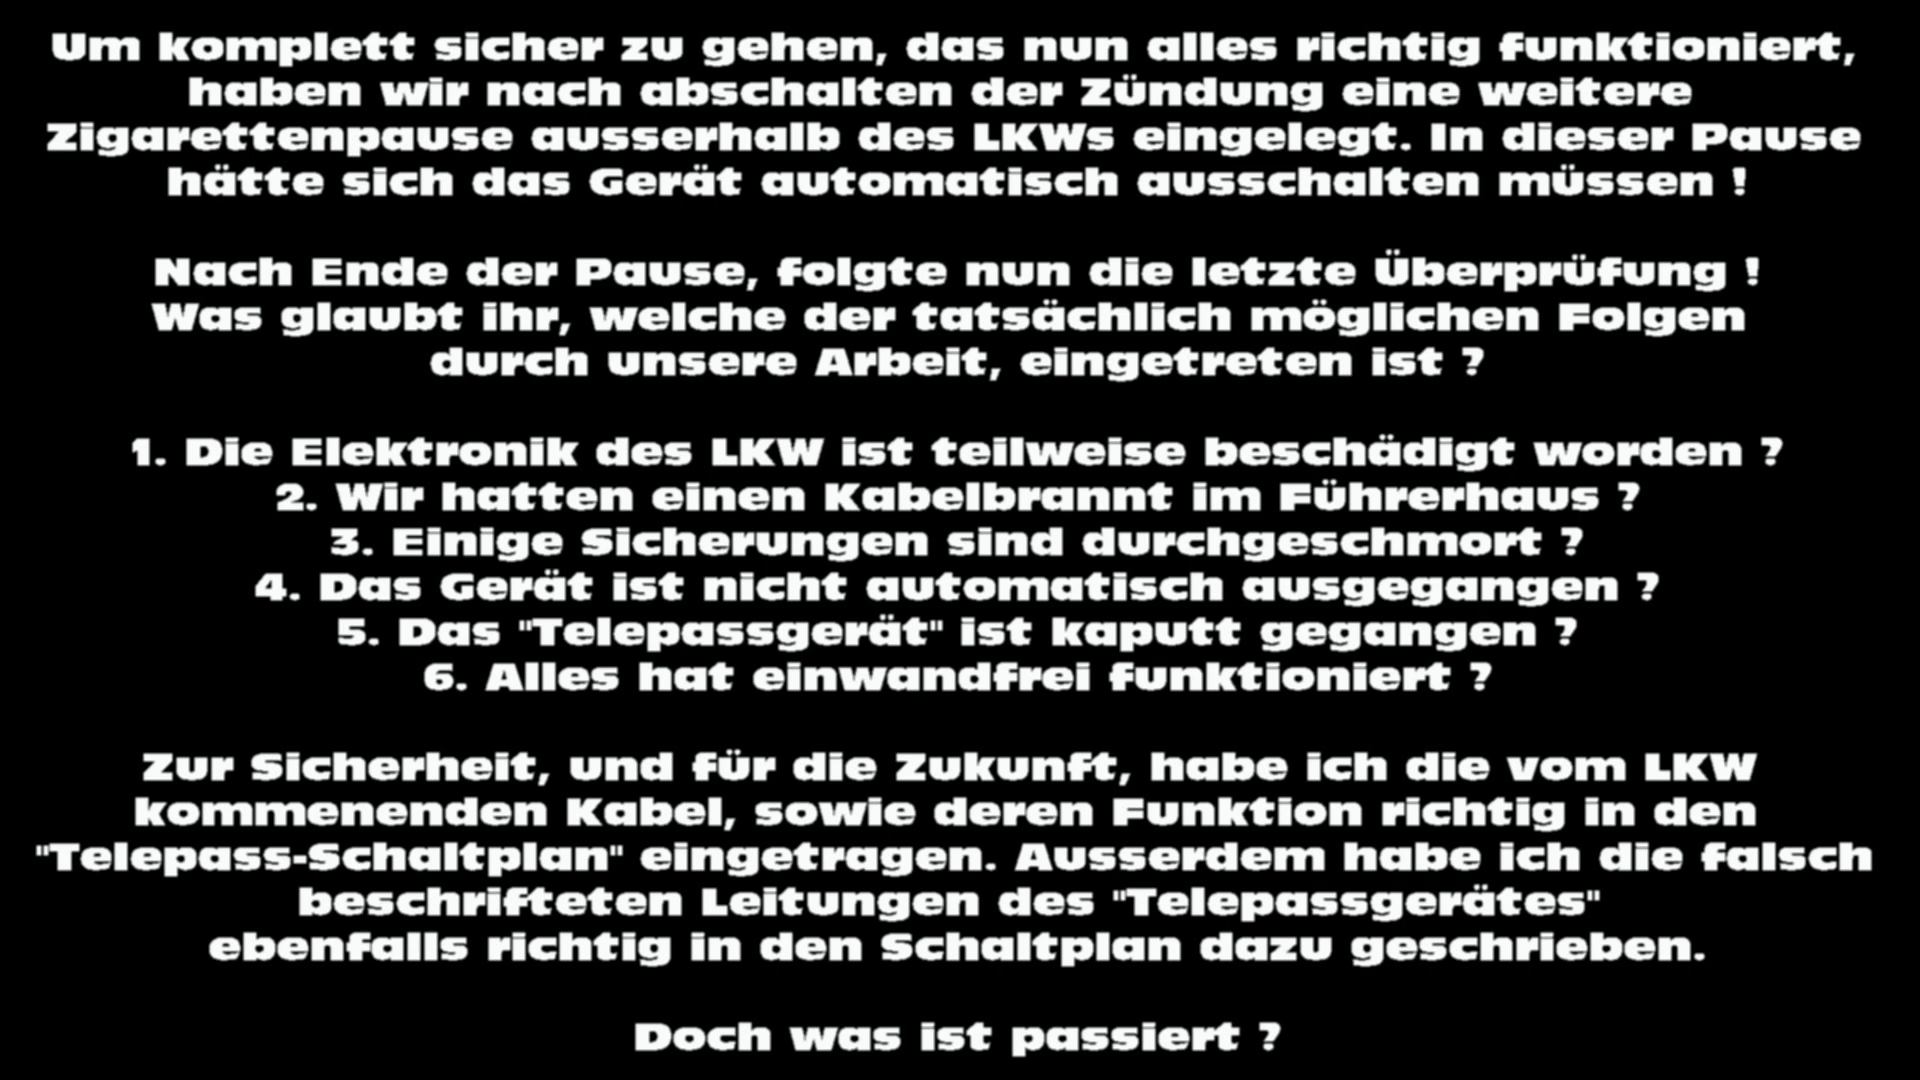 Um komplett sicher zu gehen, das nun alles richtig funktioniert,
haben wir nach abschalten der Zündung eine weitere
Zigarettenpause ausserhalb des LKWs eingelegt. In dieser Pause
hätte sich das Gerät automatisch ausschalten müssen !
Nach Ende der Pause, folgte nun die letzte Überprüfung !
Was glaubt ihr, welche der tatsächlich möglichen Folgen
durch unsere Arbeit, eingetreten ist ?
1. Die Elektronik des LKW ist teilweise beschädigt worden ?
2. Wir hatten einen Kabelbrannt im Führerhaus ?
3. Einige Sicherungen sind durchgeschmort ?
4. Das Gerät ist nicht automatisch ausgegangen ?
5. Das "Telepassgerät" ist kaputt gegangen ?
6. Alles hat einwandfrei funktioniert ?
Zur Sicherheit, und für die Zukunft, habe ich die vom LKW
kommenenden Kabel, sowie deren Funktion richtig in den
"Telepass-Schaltplan" eingetragen. Ausserdem habe ich die falsch
beschrifteten Leitungen des "Telepassgerätes"
ebenfalls richtig in den Schaltplan dazu geschrieben.
Doch was ist passiert ?